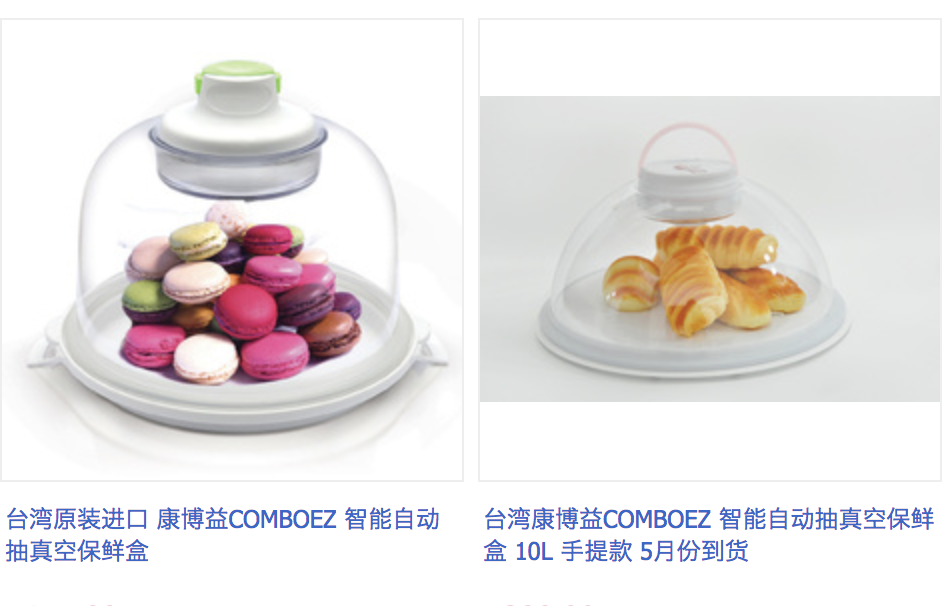 台湾原装进口 康博益COMBOEZ 智能自动
抽真空保鲜盒
台湾康博益COMBOEZ 智能自动抽真空保鲜
盒 10L 手提款 5月份到货